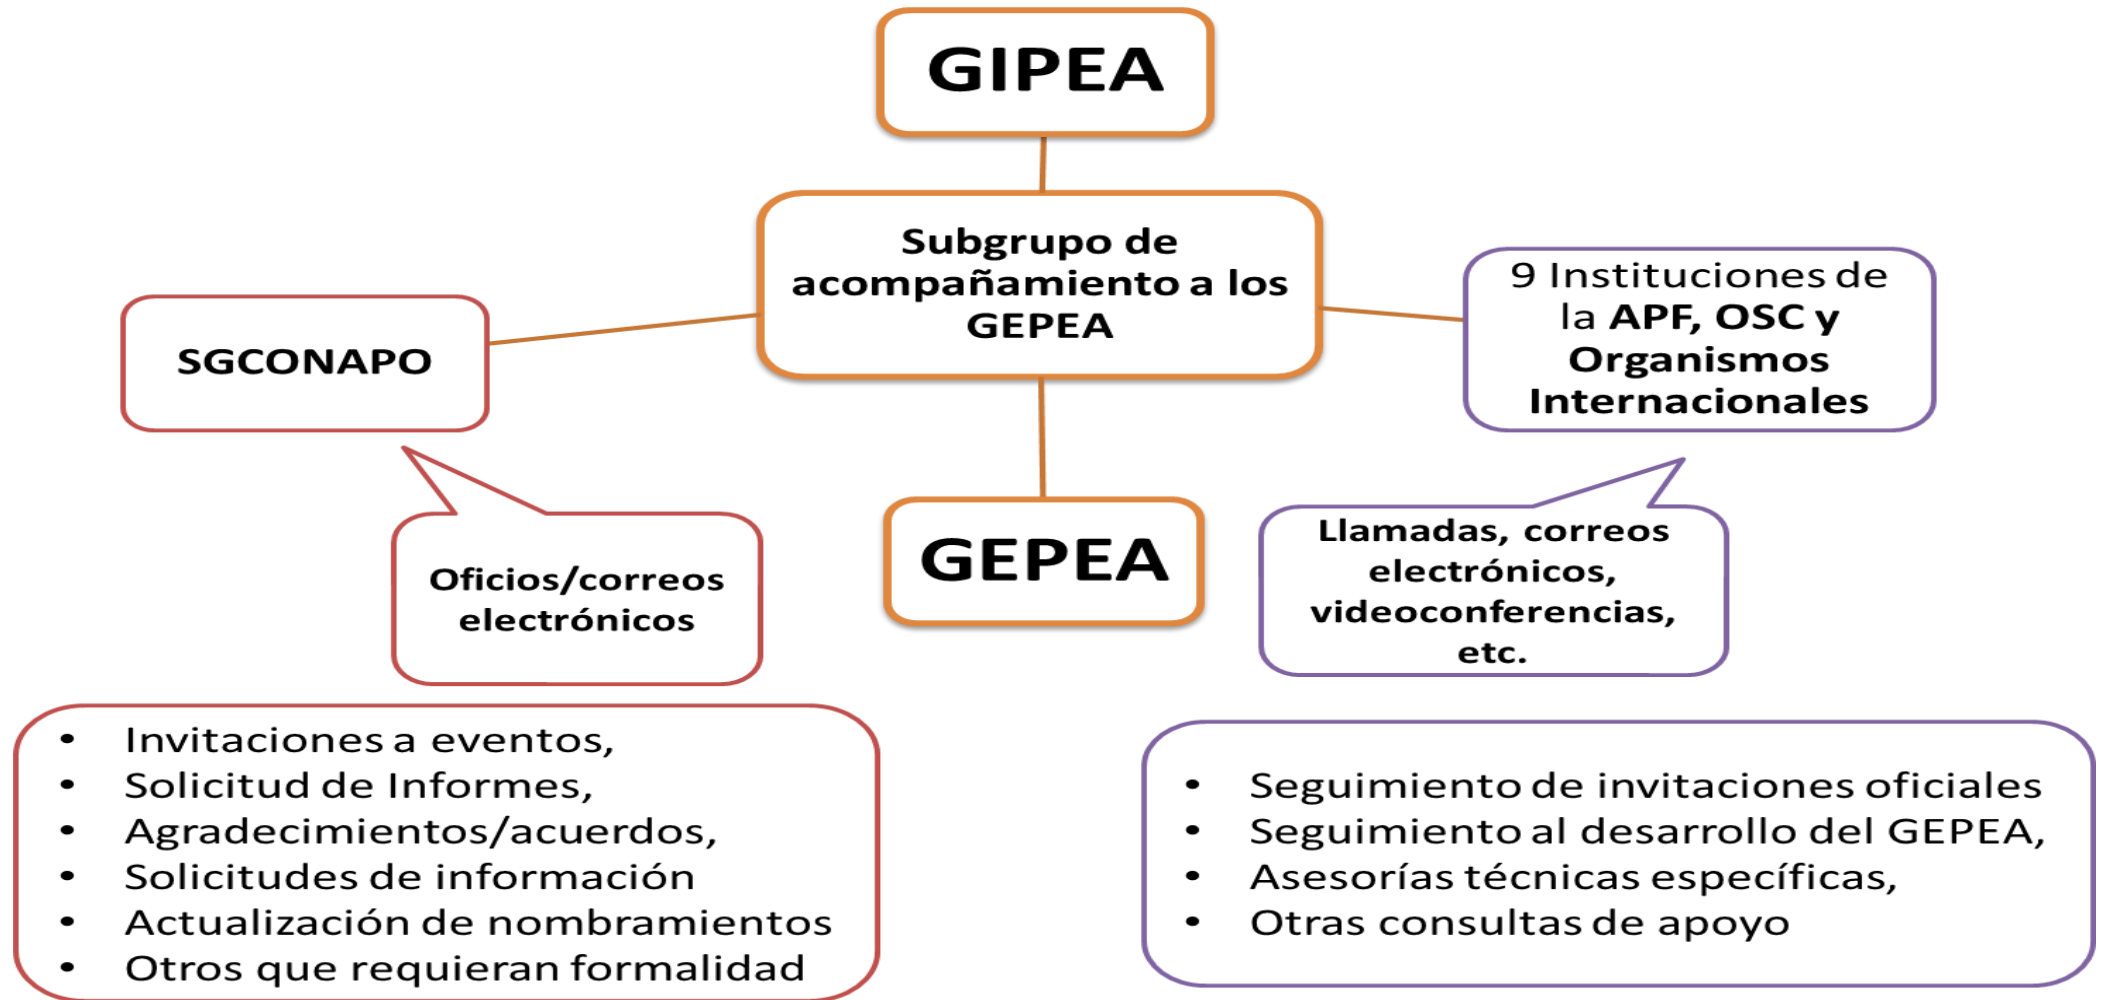 GIPEA
Subgrupo de
acompañamiento a los
GEPEA
SGCONAPO
9 Instituciones de
la APF, OSC y
Organismos
Internacionales
Oficios/correos
electrónicos
GEPEA
Llamadas, correos
electrónicos,
videoconferencias,
etc.
• Invitaciones a eventos,
• Solicitud de Informes,
• Agradecimientos/acuerdos,
• Solicitudes de información
• Actualización de nombramientos
• Otros que requieran formalidad
• Seguimiento de invitaciones oficiales
• Seguimiento al desarrollo del GEPEA,
• Asesorías técnicas específicas,
• Otras consultas de apoyo